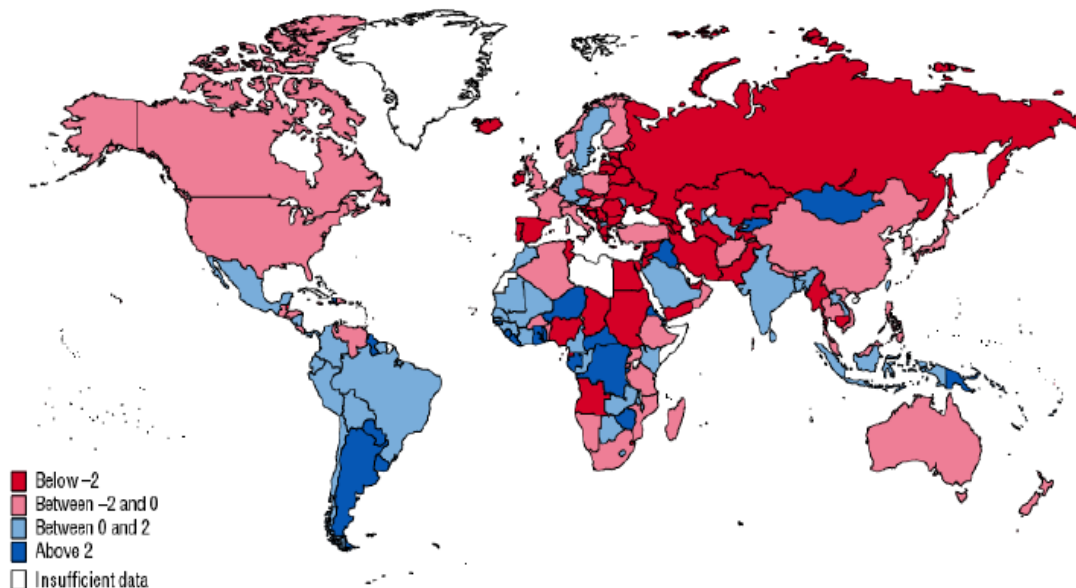 Below –2
Between –2 and 0
Between 0 and 2
Above 2
Insufficient data